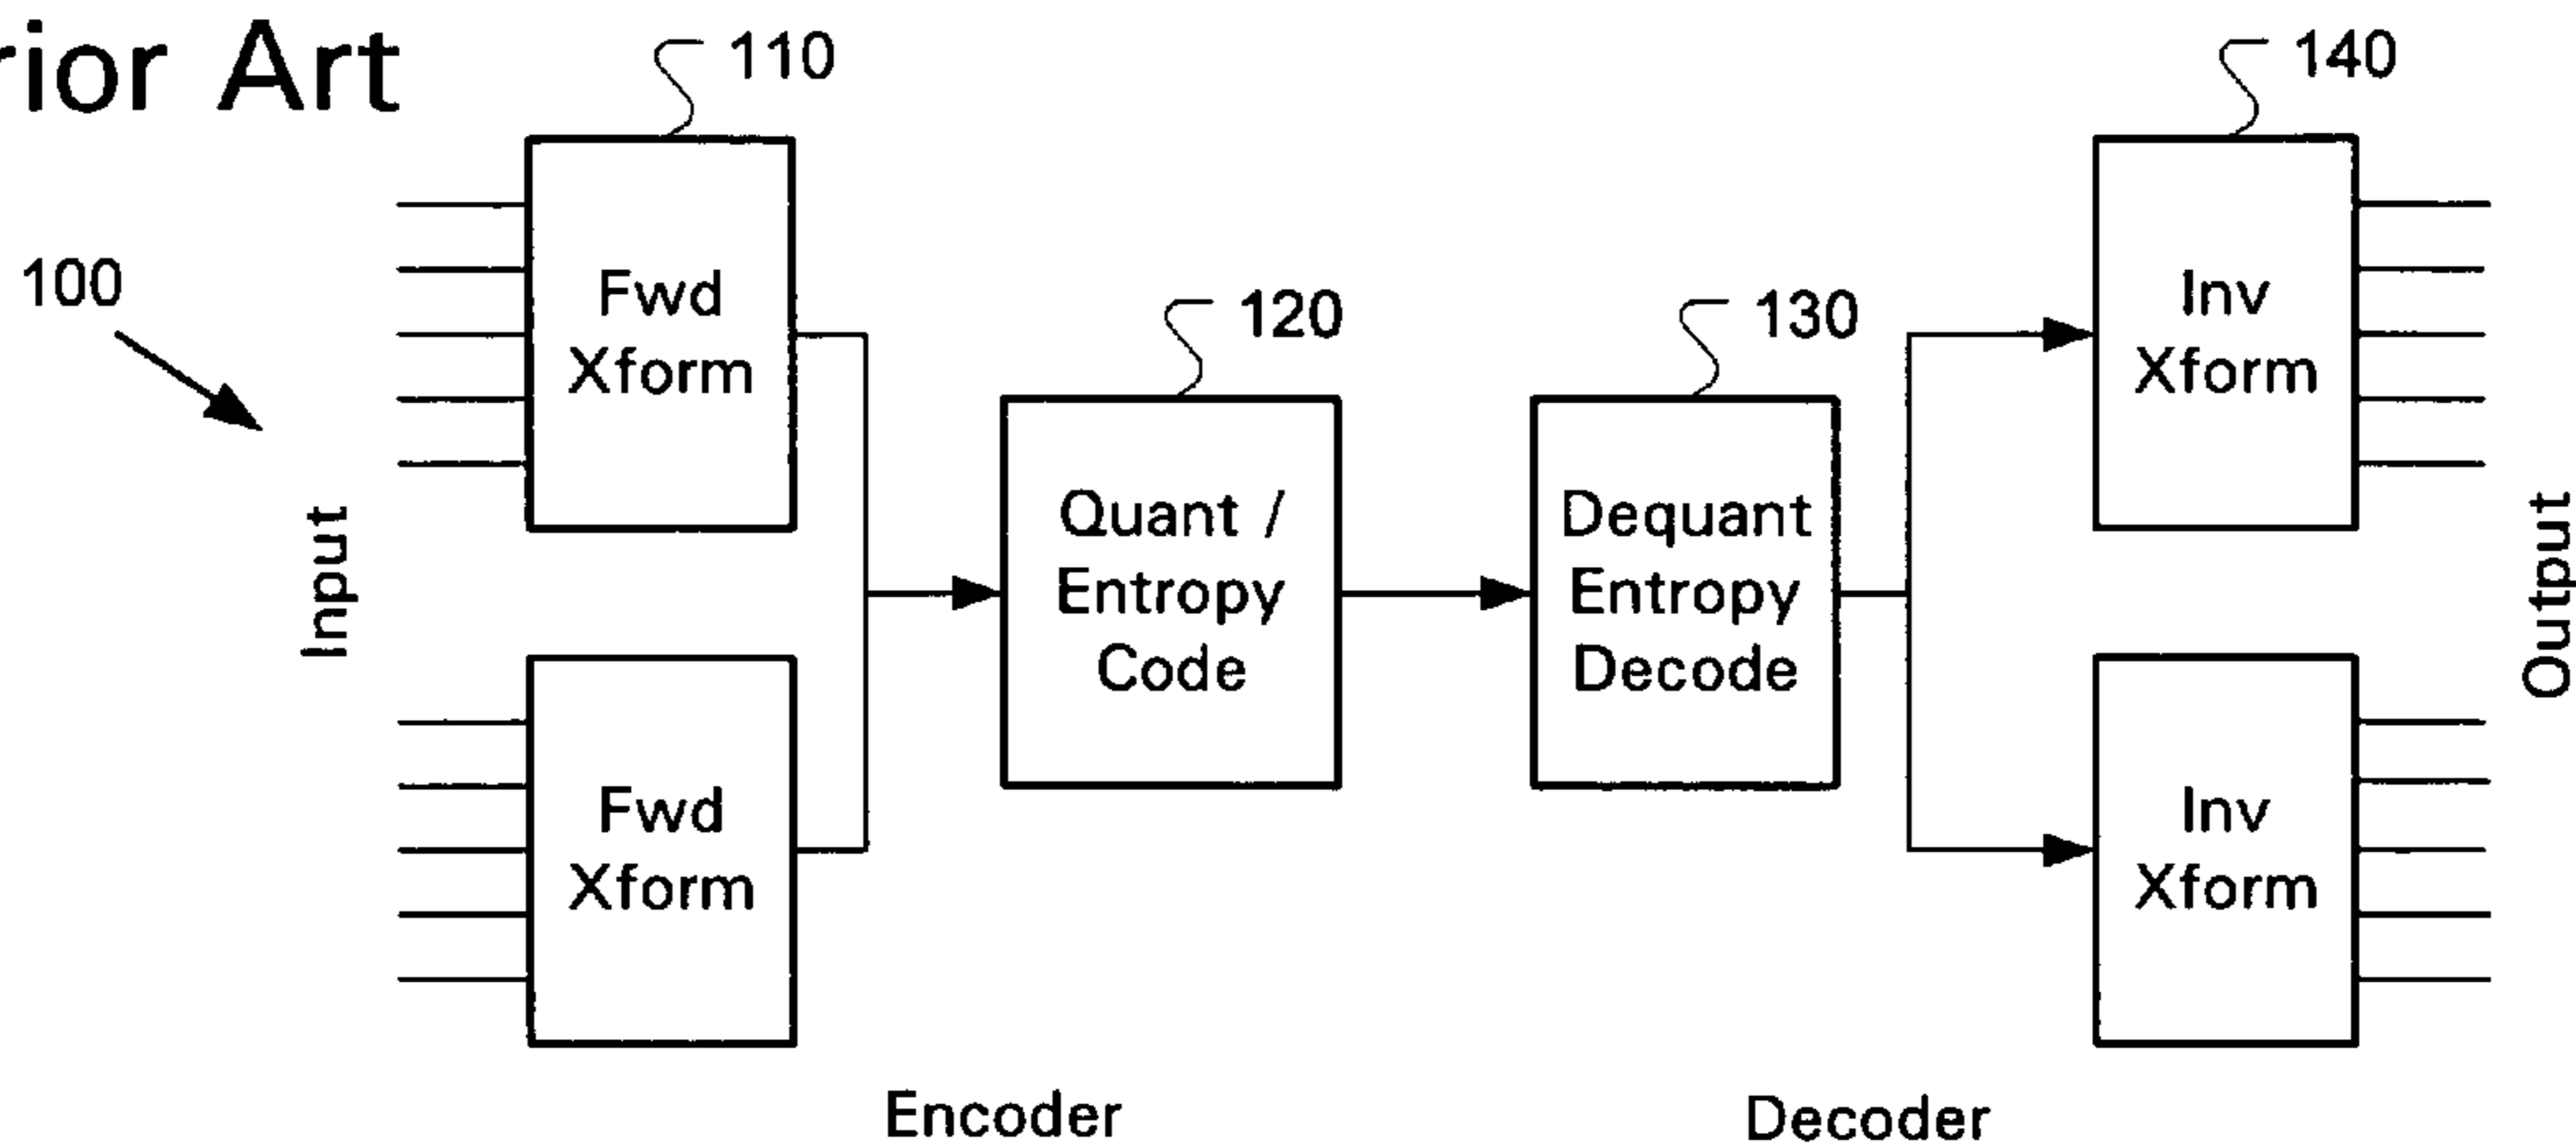 rior Art
110
140
100
Fwd
Xform
Inv
Xform
120
130
Input
Quant /
Entropy
Code
Dequant
Entropy
Decode
Output
Fwd
Xform
Inv
Xform
Encoder
Decoder